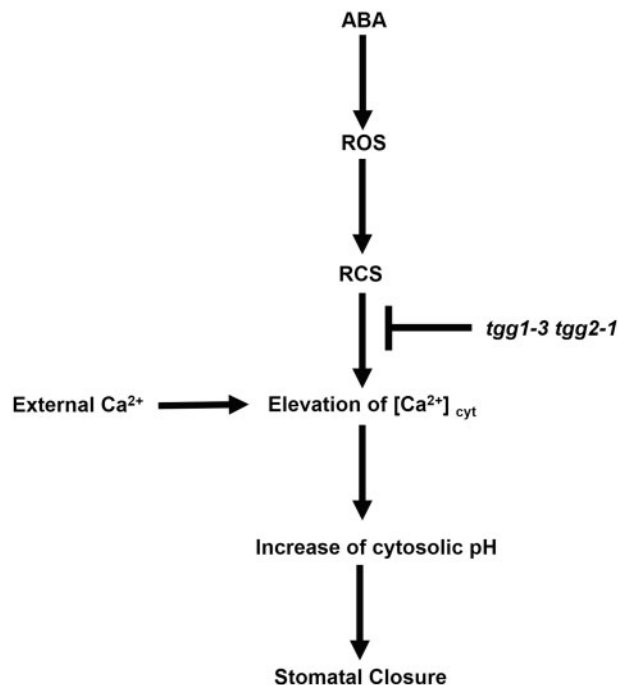 ABA
ROS
RCS
tgg1-3 tgg2-1
External Ca²⁺
Elevation of [Ca²⁺] cyt
Increase of cytosolic pH
Stomatal Closure